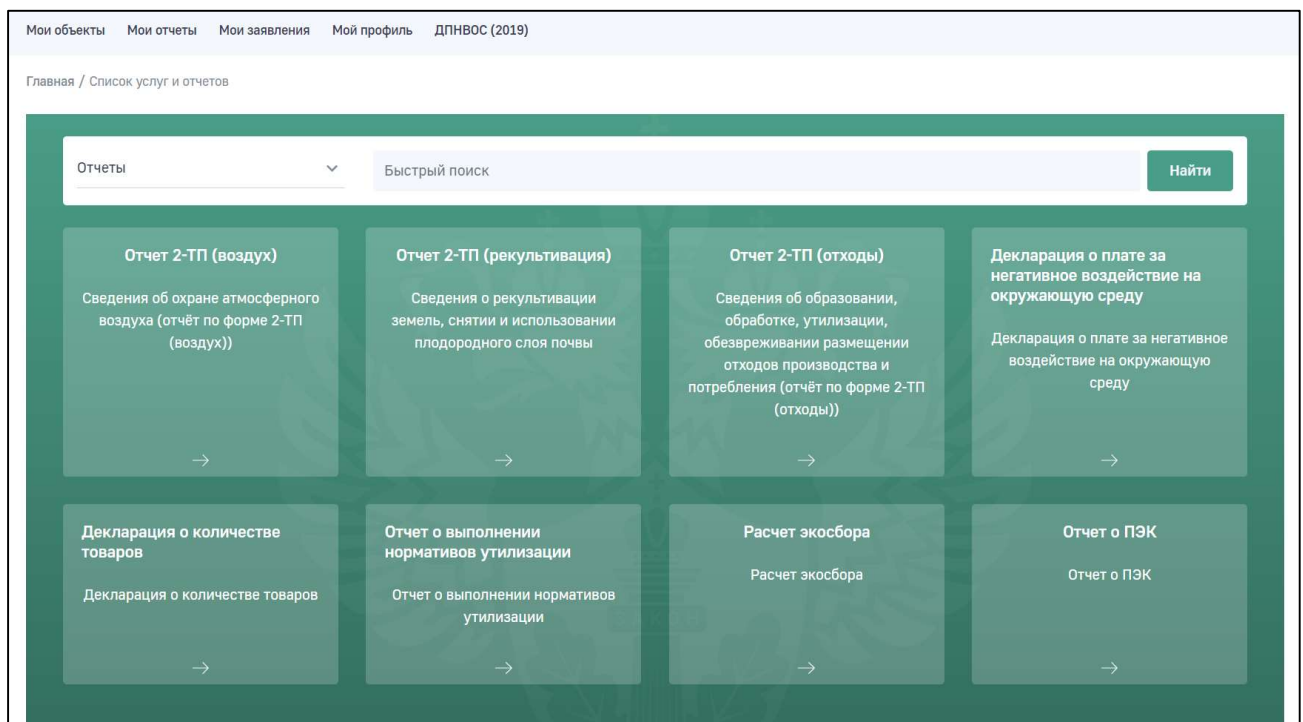 Мои объекты Мои отчеты Мои заявления Мой профиль ДПНВОС (2019)
Главная / Список услуг и отчетов
Отчеты Быстрый поиск Найти
Отчет 2-ТП (воздух)
Сведения об охране атмосферного
воздуха (отчёт по форме 2-ТП
(воздух))
Отчет 2-ТП (рекультивация)
Сведения о рекультивации
земель, снятии и использовании
плодородного слоя почвы
Отчет 2-ТП (отходы)
Сведения об образовании,
обработке, утилизации,
обезвреживании размещении
отходов производства и
потребления (отчёт по форме 2-ТП
(отходы))
Декларация о плате за
негативное воздействие на
окружающую среду
Декларация о плате за негативное
воздействие на окружающую
среду
Декларация о количестве
товаров
Декларация о количестве товаров
Отчет о выполнении
нормативов утилизации
Отчет о выполнении нормативов
утилизации
Расчет экосбора
Расчет экосбора
Отчет о ПЭК
Отчет о ПЭК